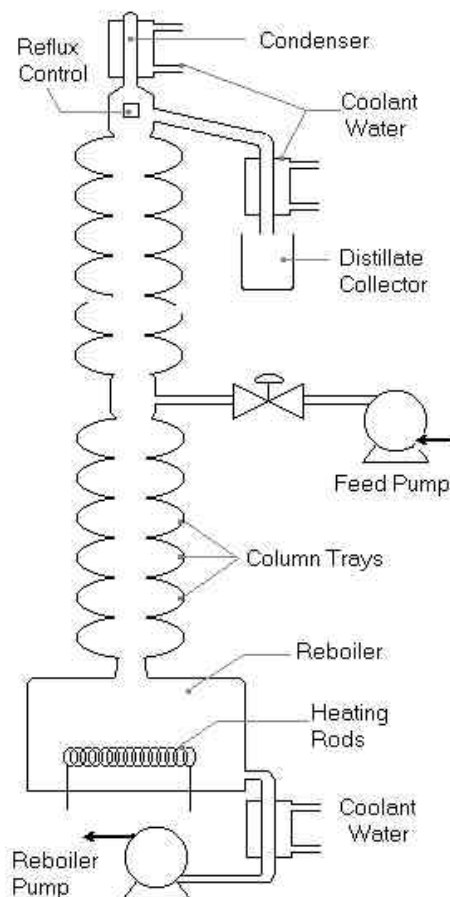 Reflux
Control
Condenser
Coolant
Water
Distillate
Collector
Feed Pump
Column Trays
Reboiler
Heating
Rods
Coolant
Water
Reboiler
Pump